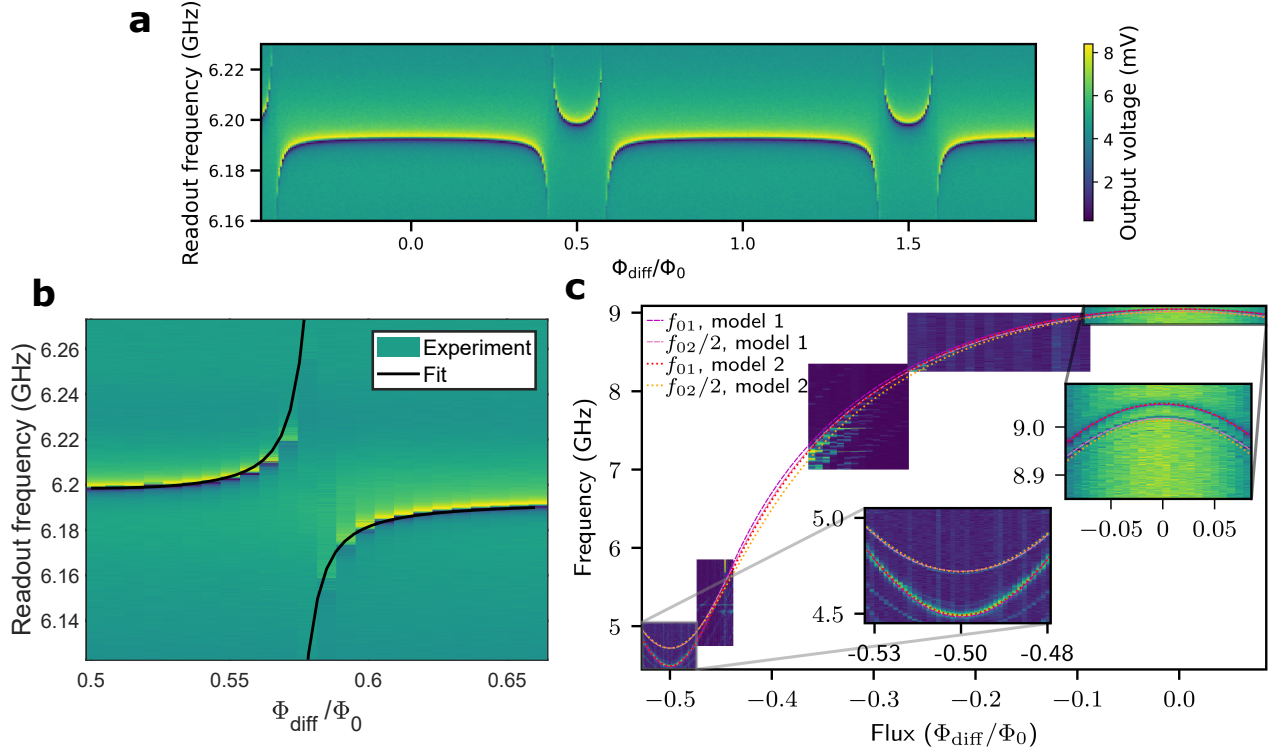 a
Readout frequency (GHz)
6.22
6.20
6.18
6.16
0.0
0.5
1.0
1.5
Φdiff/Φ0
8
6
4
2
Output voltage (mV)
b
Readout frequency (GHz)
6.26
6.24
6.22
6.2
6.18
6.16
6.14
0.5
0.55
0.6
0.65
Φdiff/Φ0
Experiment
Fit
c
Frequency (GHz)
9
8
7
6
5
−0.5
−0.4
−0.3
−0.2
−0.1
0.0
Flux (Φdiff/Φ0)
f01, model 1
f02/2, model 1
f01, model 2
f02/2, model 2
9.0
8.9
−0.05
0
0.05
5.0
4.5
-0.53
-0.50
-0.48